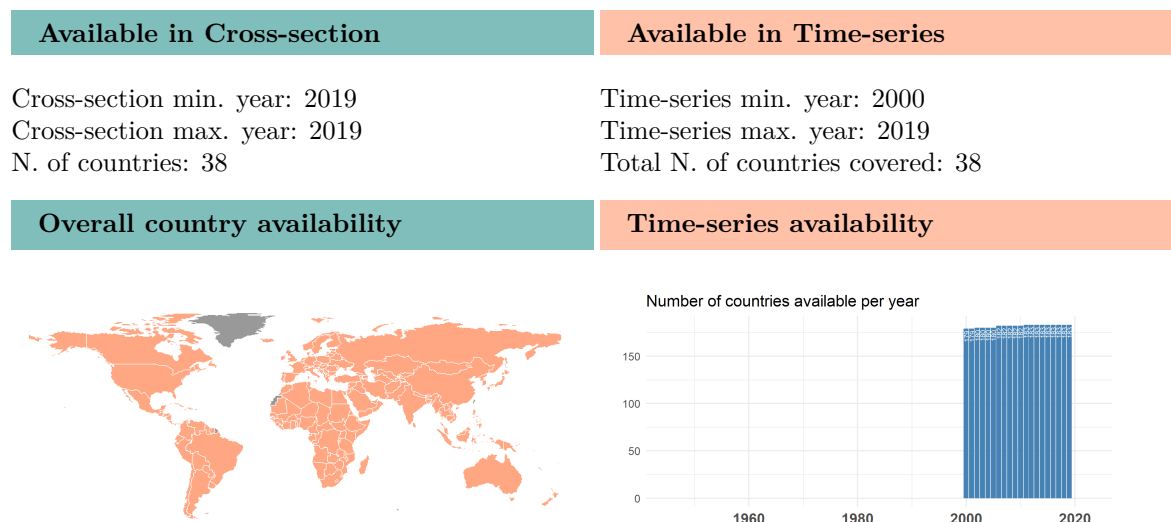 Available in Cross-section
Available in Time-series
Cross-section min. year: 2019
Cross-section max. year: 2019
N. of countries: 38
Time-series min. year: 2000
Time-series max. year: 2019
Total N. of countries covered: 38
Overall country availability
Time-series availability
Number of countries available per year
150
100
50
0
1960 1980 2000 2020